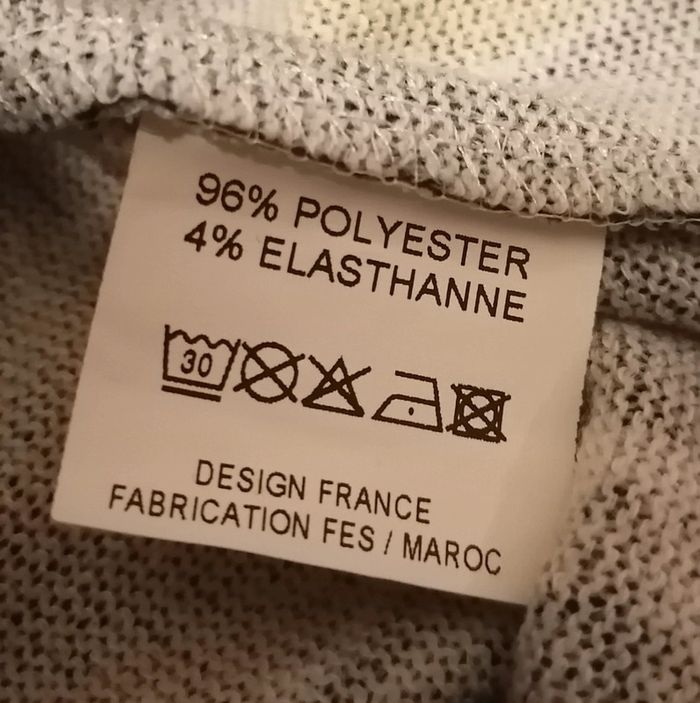 96% POLYESTER
4% ELASTHANNE
30
DESIGN FRANCE
FABRICATION FES / MAROC